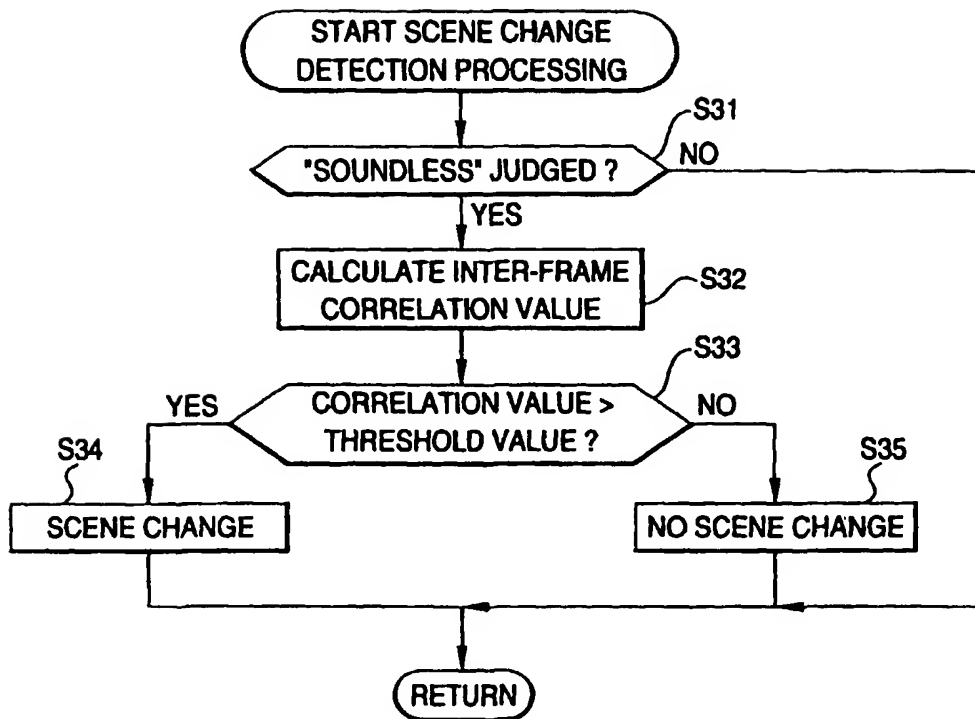 START SCENE CHANGE
DETECTION PROCESSING
S31
"SOUNDLESS" JUDGED ?
NO
YES
CALCULATE INTER-FRAME
CORRELATION VALUE
S32
S33
YES
CORRELATION VALUE >
THRESHOLD VALUE ?
NO
S34
S35
SCENE CHANGE
NO SCENE CHANGE
RETURN